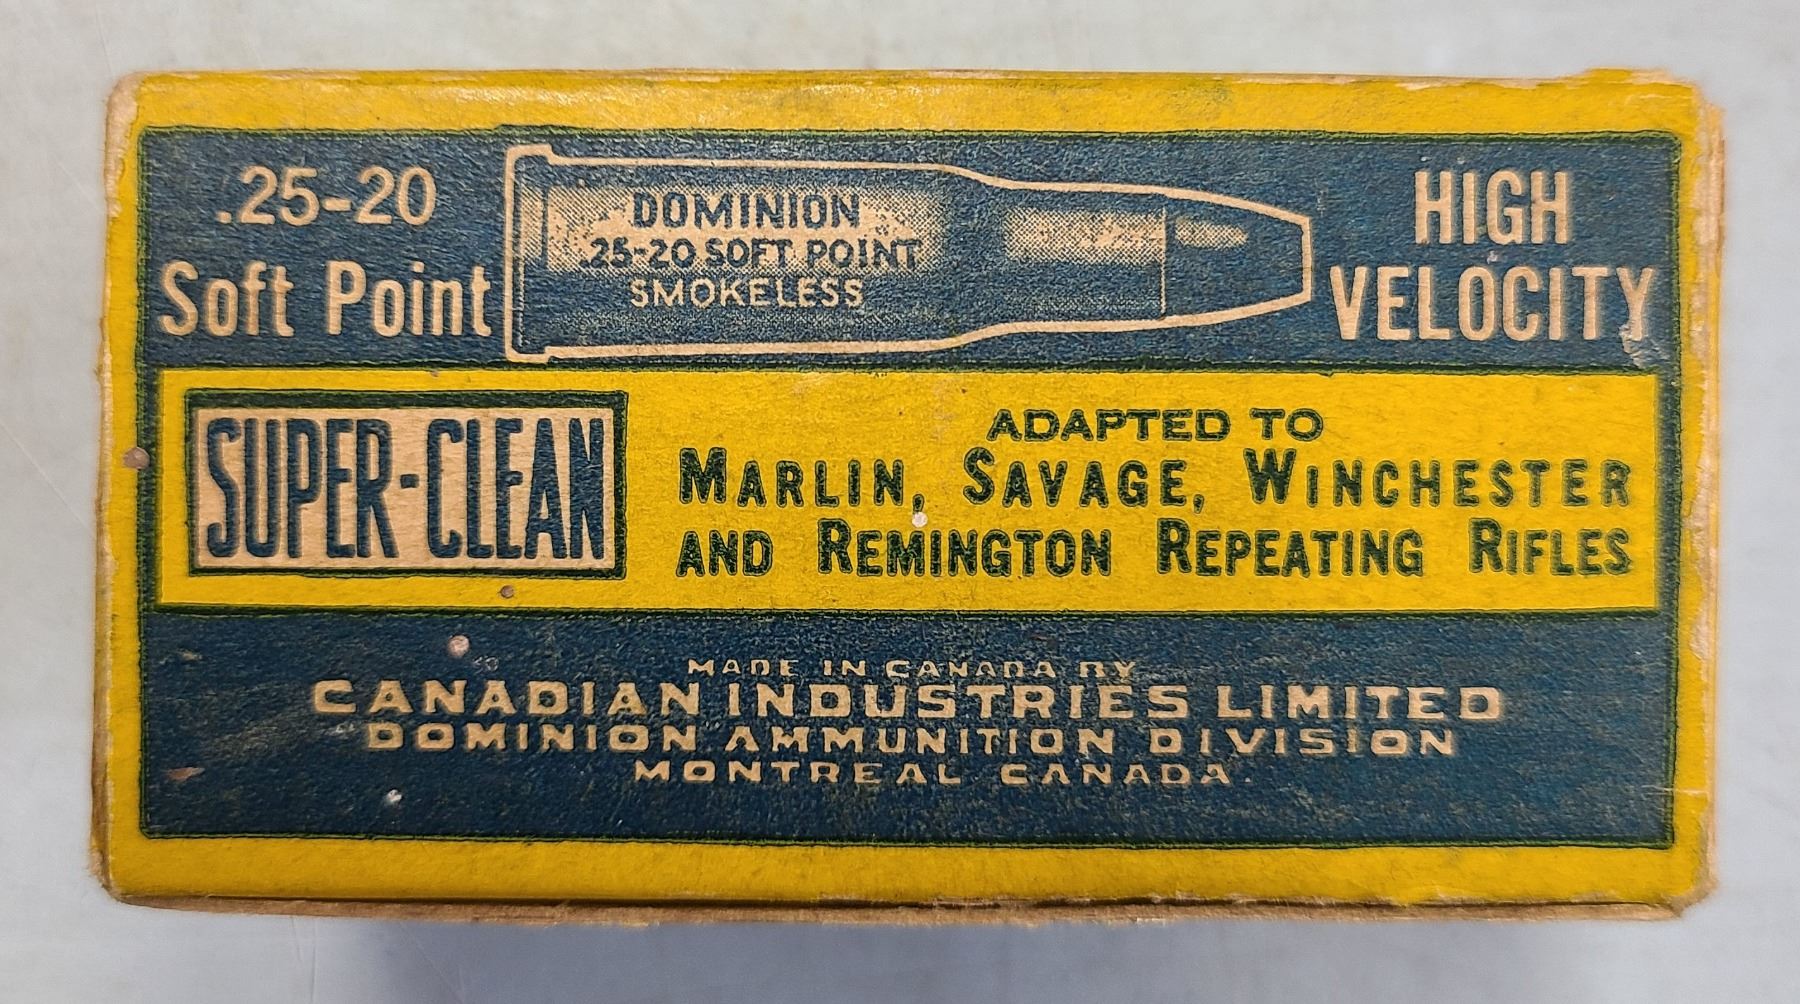 .25-20
Soft Point
DOMINION
.25-20 SOFT POINT
SMOKELESS
HIGH
VELOCITY
SUPER-CLEAN
ADAPTED TO
MARLIN, SAVAGE, WINCHESTER
AND REMINGTON REPEATING RIFLES
MADE IN CANADA BY
CANADIAN INDUSTRIES LIMITED
DOMINION AMMUNITION DIVISION
MONTREAL CANADA